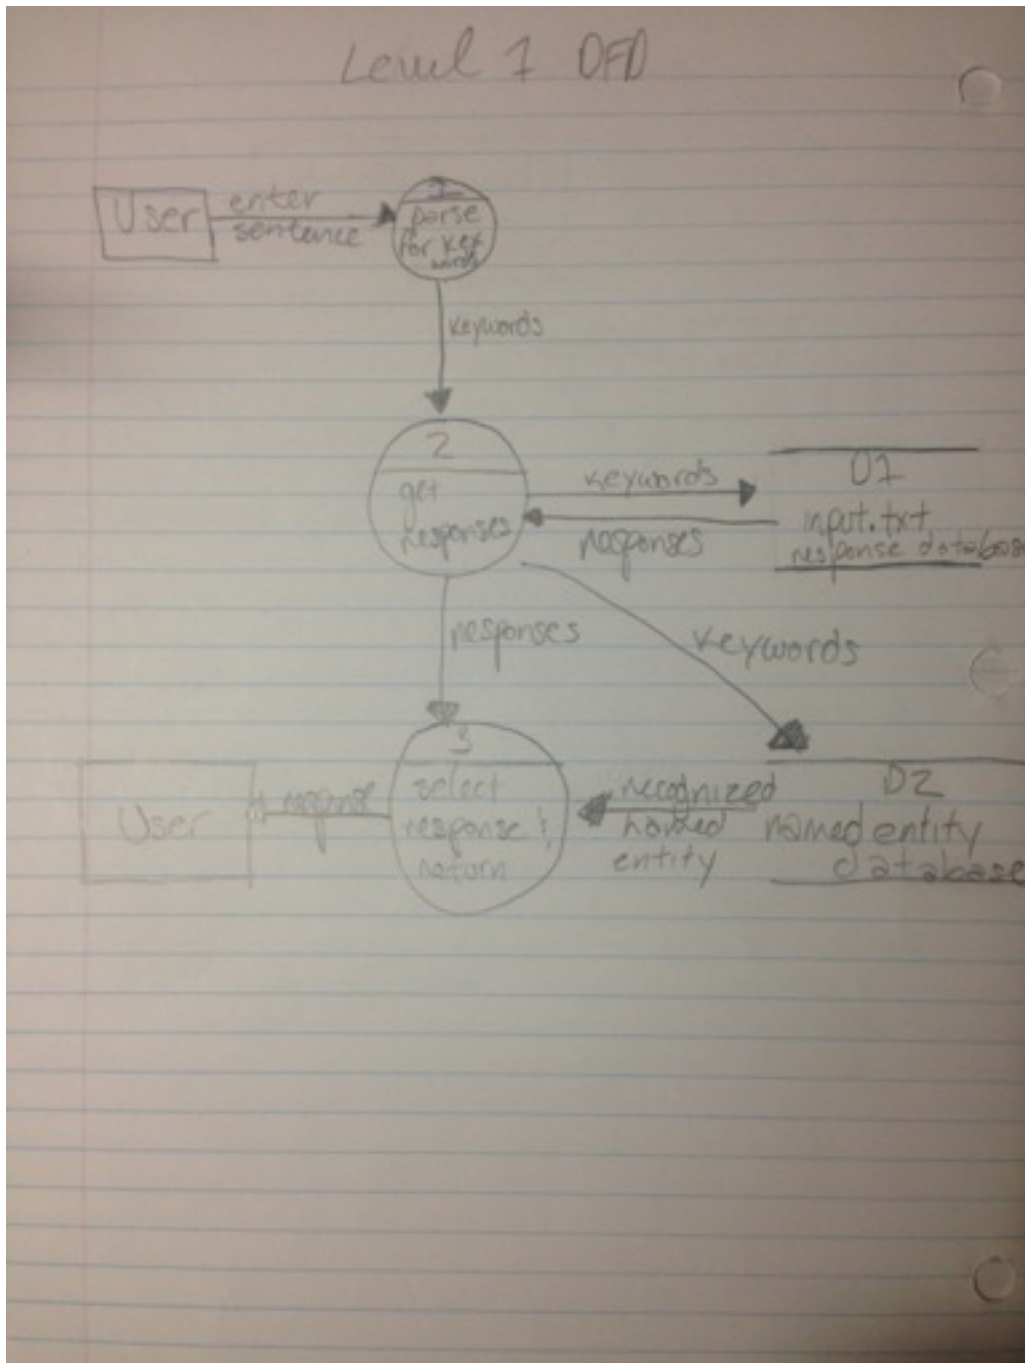 Level 1 DFD
User
enter
sentence
1
parse
for key
words
keywords
2
get
responses
keywords
responses
D1
input.txt
response database
responses
keywords
3
select
response &
return
User
response
recognized
named
entity
D2
named entity
database